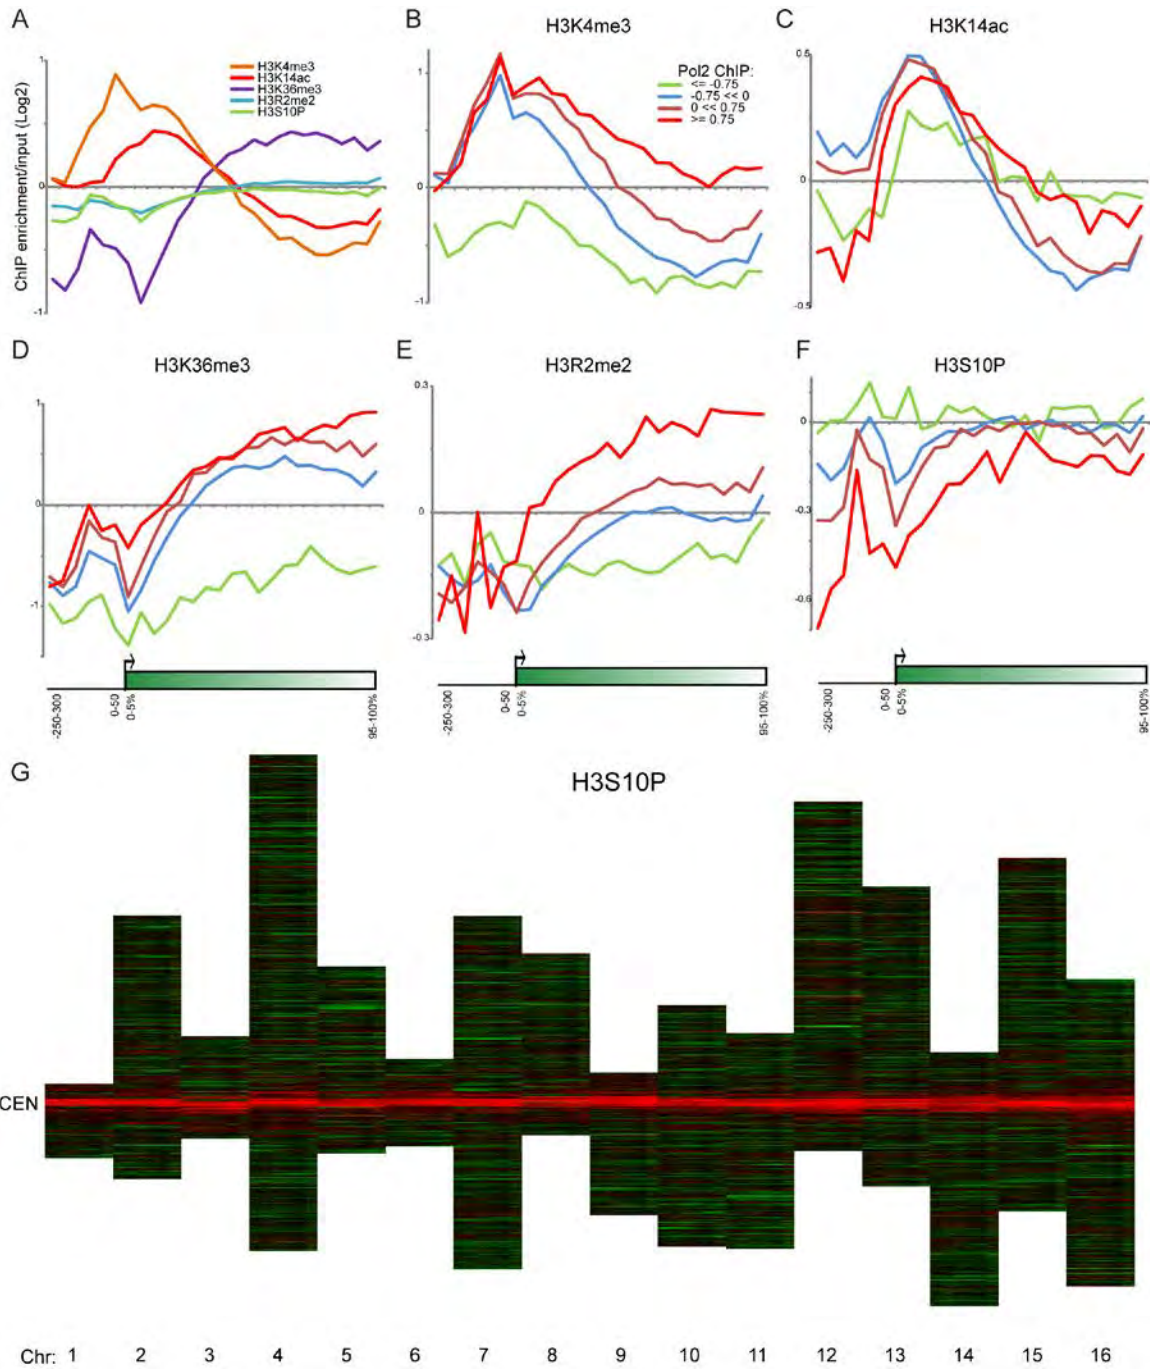 A
B
H3K4me3
C
H3K14ac
ChIP enrichment/input (Log2)
1
0
-1
H3K4me3
H3K14ac
H3K36me3
H3R2me2
H3S10P
1
0
-1
Pol2 ChIP:
<= -0.75
-0.75 << 0
0 << 0.75
>= 0.75
0.5
0
-0.5
D
H3K36me3
E
H3R2me2
F
H3S10P
1
0
-1
0.3
0
-0.3
0
-0.3
-0.6
-250-300
0-50
0-5%
95-100%
-250-300
0-50
0-5%
95-100%
250-300
0-50
0-5%
95-100%
G
H3S10P
CEN
Chr: 1 2 3 4 5 6 7 8 9 10 11 12 13 14 15 16